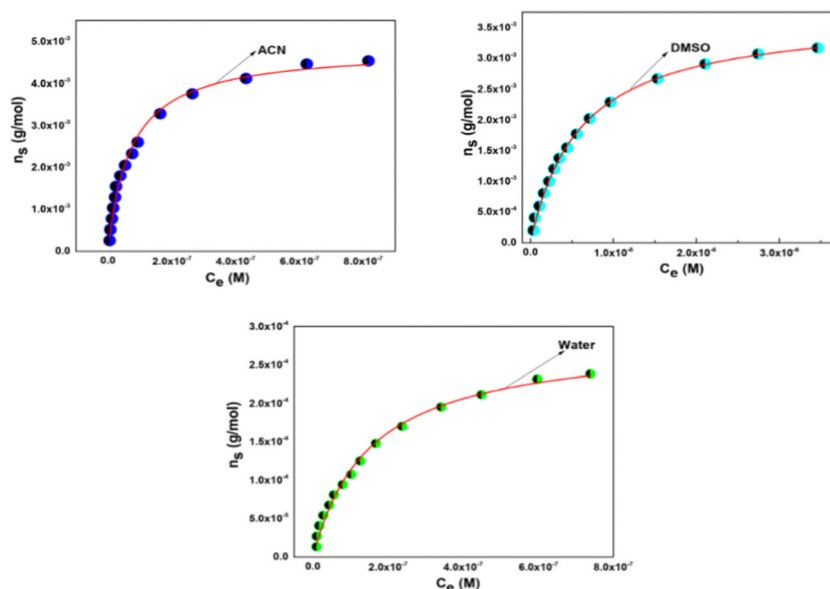 5.0x10⁻³
4.0x10⁻³
3.0x10⁻³
2.0x10⁻³
1.0x10⁻³
0.0
nₛ (g/mol)
ACN
0.0
2.0x10⁻⁷
4.0x10⁻⁷
6.0x10⁻⁷
8.0x10⁻⁷
Cₑ (M)
3.5x10⁻³
3.0x10⁻³
2.5x10⁻³
2.0x10⁻³
1.5x10⁻³
1.0x10⁻³
5.0x10⁻⁴
0.0
nₛ (g/mol)
DMSO
0.0
1.0x10⁻⁶
2.0x10⁻⁶
3.0x10⁻⁶
Cₑ (M)
3.0x10⁻⁴
2.5x10⁻⁴
2.0x10⁻⁴
1.5x10⁻⁴
1.0x10⁻⁴
5.0x10⁻⁵
0.0
nₛ (g/mol)
Water
0.0
2.0x10⁻⁷
4.0x10⁻⁷
6.0x10⁻⁷
8.0x10⁻⁷
Cₑ (M)